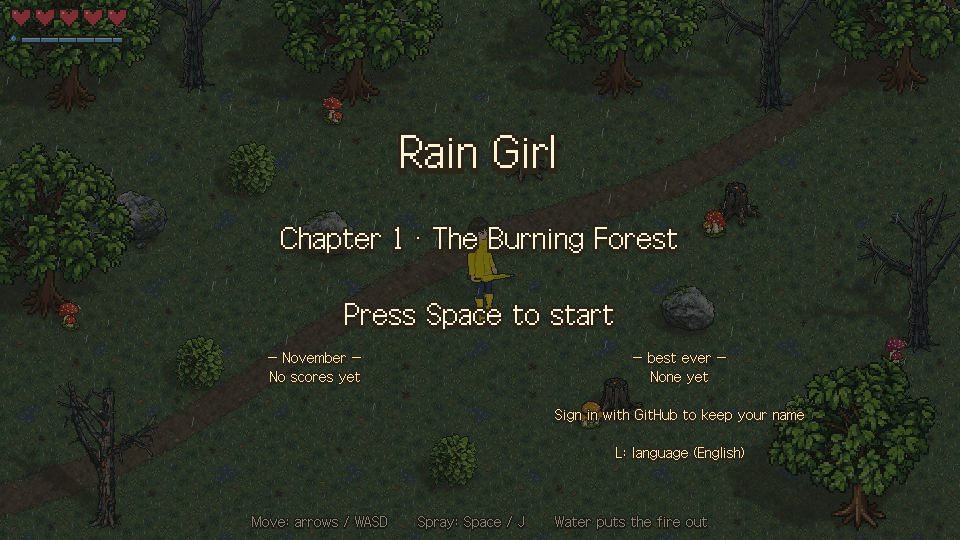 Rain Girl
Chapter 1 · The Burning Forest
Press Space to start
— November —
No scores yet
— best ever —
None yet
Sign in with GitHub to keep your name
L: language (English)
Move: arrows / WASD    Spray: Space / J    Water puts the fire out